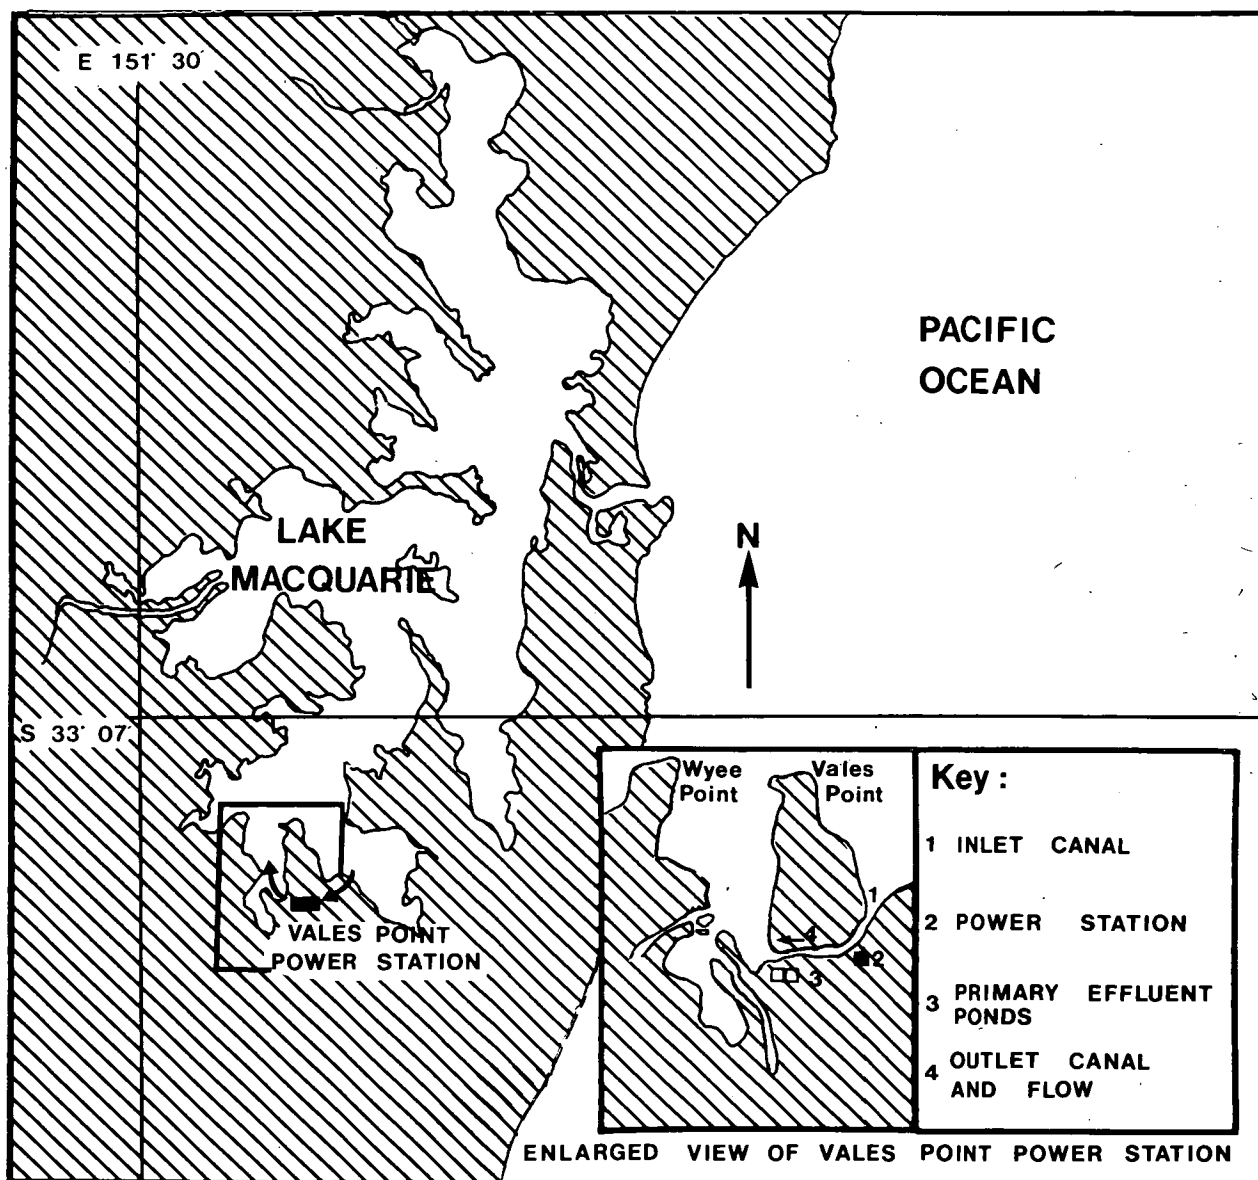 E 151° 30'
PACIFIC
OCEAN
LAKE
MACQUARIE
N
S 33° 07'
VALES POINT
POWER STATION
Wyee
Point
Vales
Point
1
4
2
3
Key :
1 INLET CANAL
2 POWER STATION
3 PRIMARY EFFLUENT
PONDS
4 OUTLET CANAL
AND FLOW
ENLARGED VIEW OF VALES POINT POWER STATION